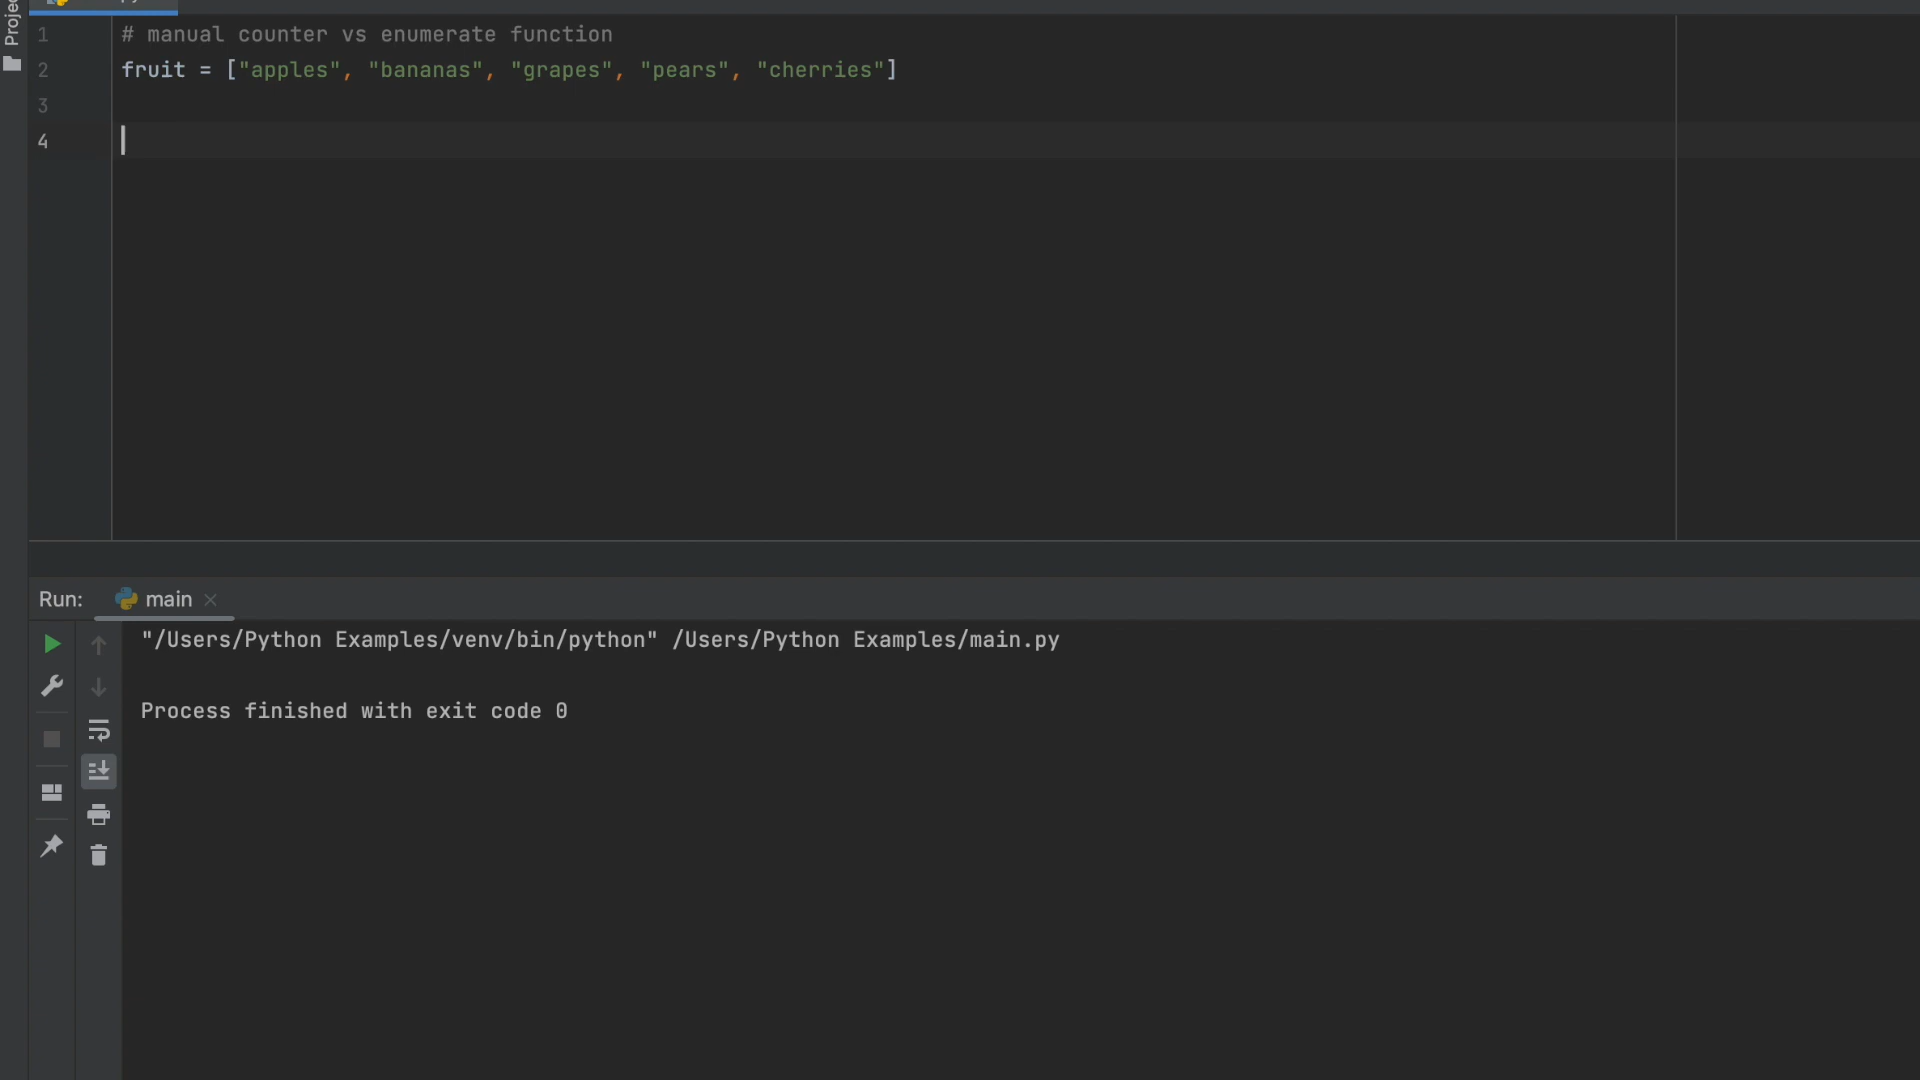 Projec
1 # manual counter vs enumerate function
2 fruit = ["apples", "bananas", "grapes", "pears", "cherries"]
3
4
Run: main
"/Users/Python Examples/venv/bin/python" /Users/Python Examples/main.py
Process finished with exit code 0